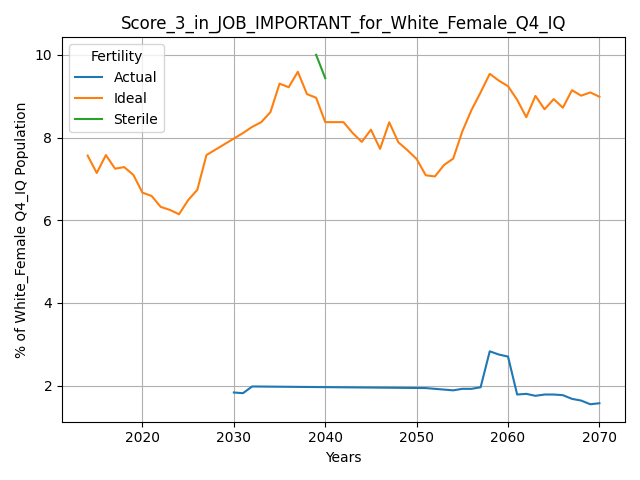 Score_3_in_JOB_IMPORTANT_for_White_Female_Q4_IQ
Fertility
Actual
Ideal
Sterile
% of White_Female Q4_IQ Population
10
8
6
4
2
2020 2030 2040 2050 2060 2070
Years